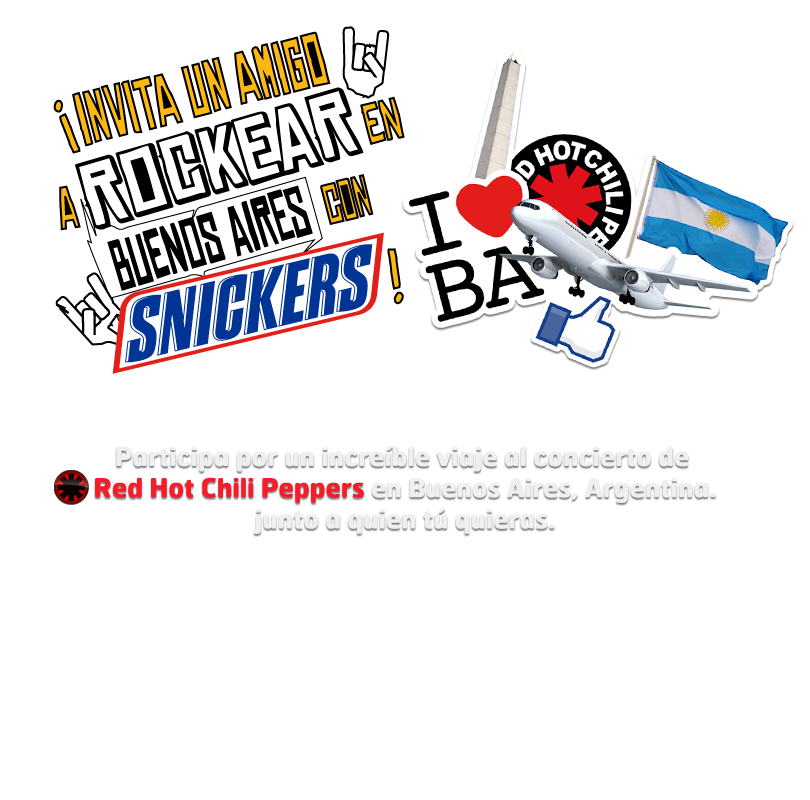 ¡INVITA UN AMIGO
A ROCKEAR EN
BUENOS AIRES CON
SNICKERS!
I
BA
D HOT CHILI PE
Participa por un increíble viaje al concierto de
Red Hot Chili Peppers en Buenos Aires, Argentina.
junto a quien tú quieras.